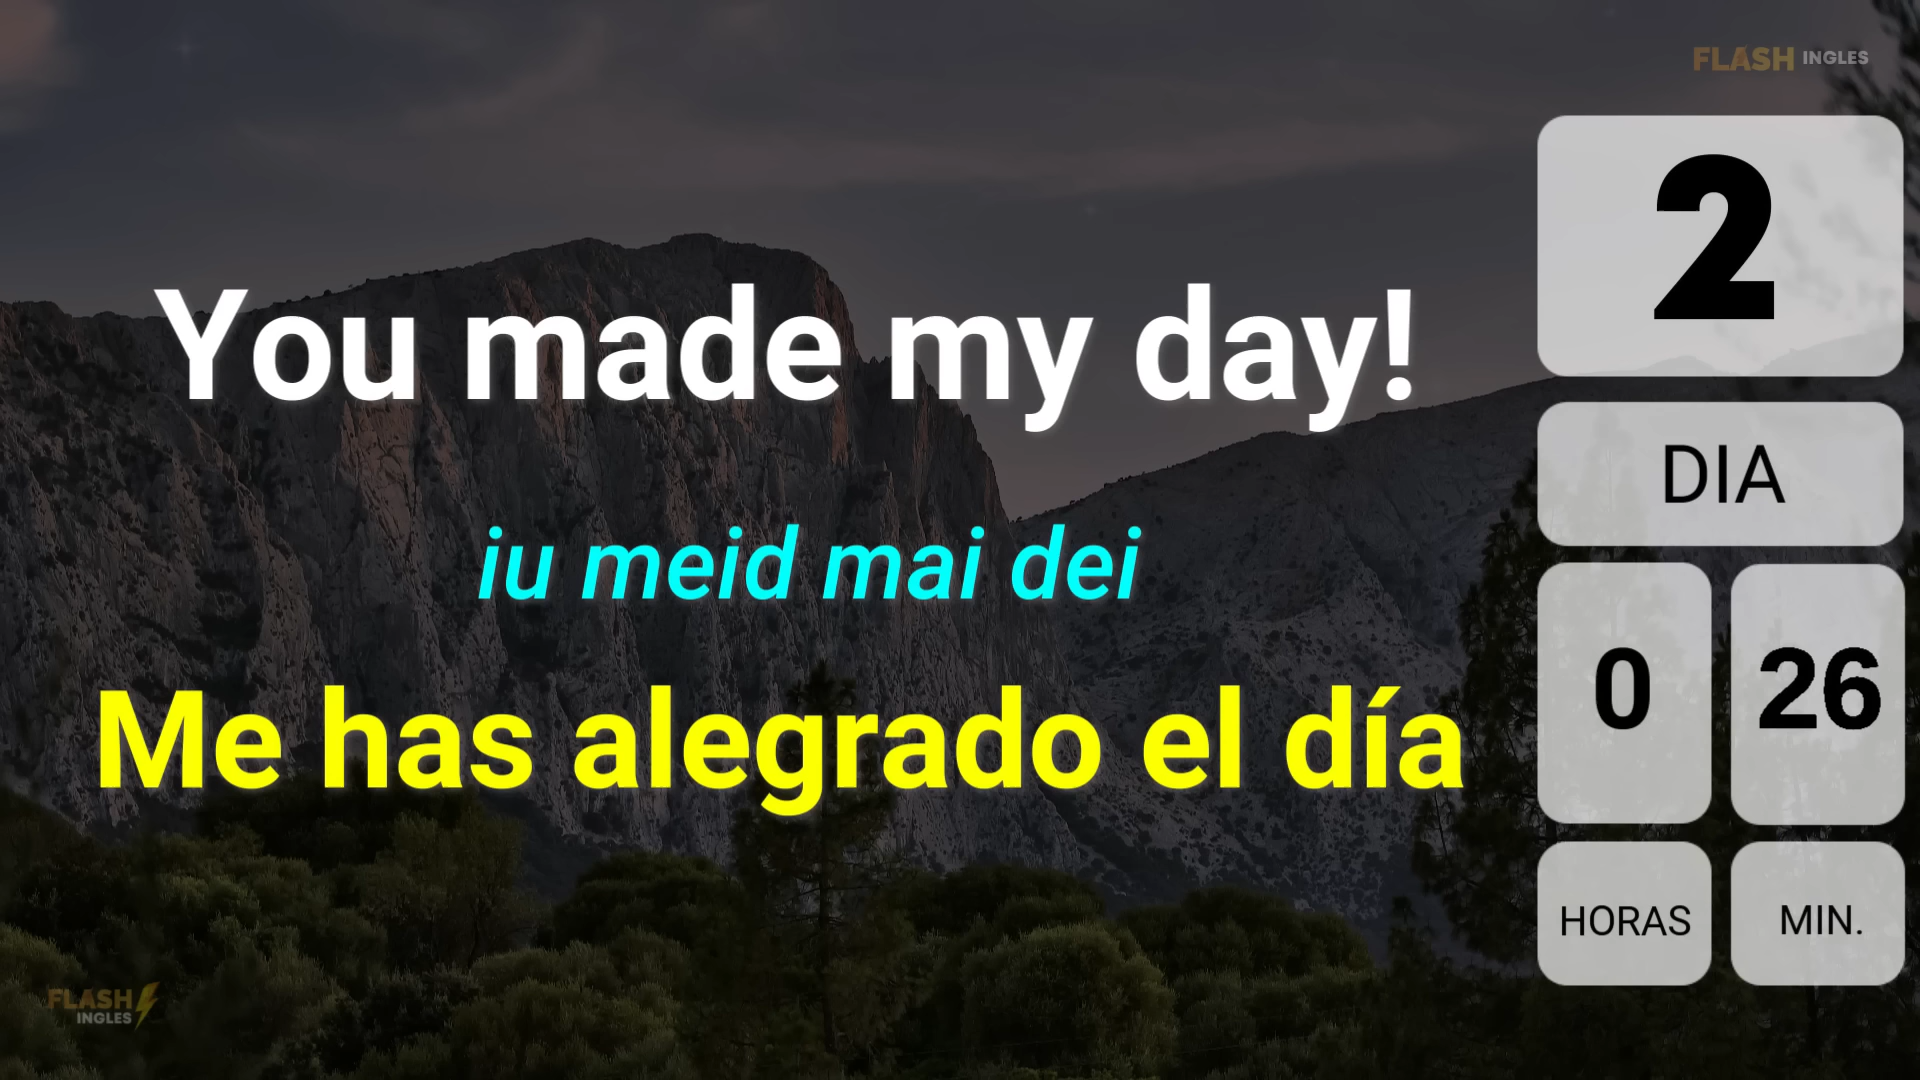 FLASH INGLES
2
DIA
You made my day!
iu meid mai dei
Me has alegrado el día
0 26
HORAS MIN.
FLASH
INGLES